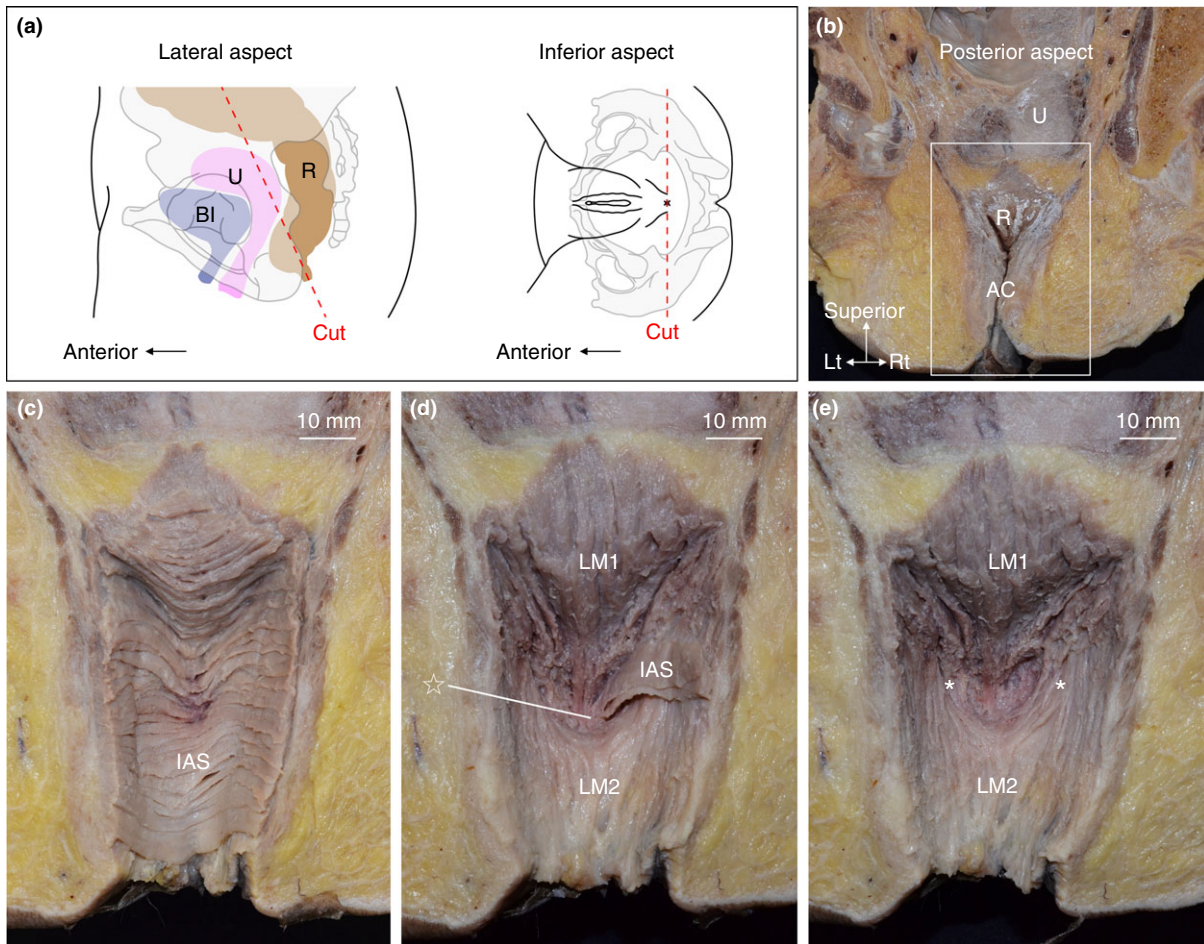 (a)
Lateral aspect
Inferior aspect
U
R
BI
Cut
Cut
Anterior
Anterior
(b)
Posterior aspect
U
R
AC
Superior
Lt
Rt
(c)
10 mm
IAS
(d)
10 mm
LM1
IAS
☆
LM2
(e)
10 mm
LM1
* *
LM2